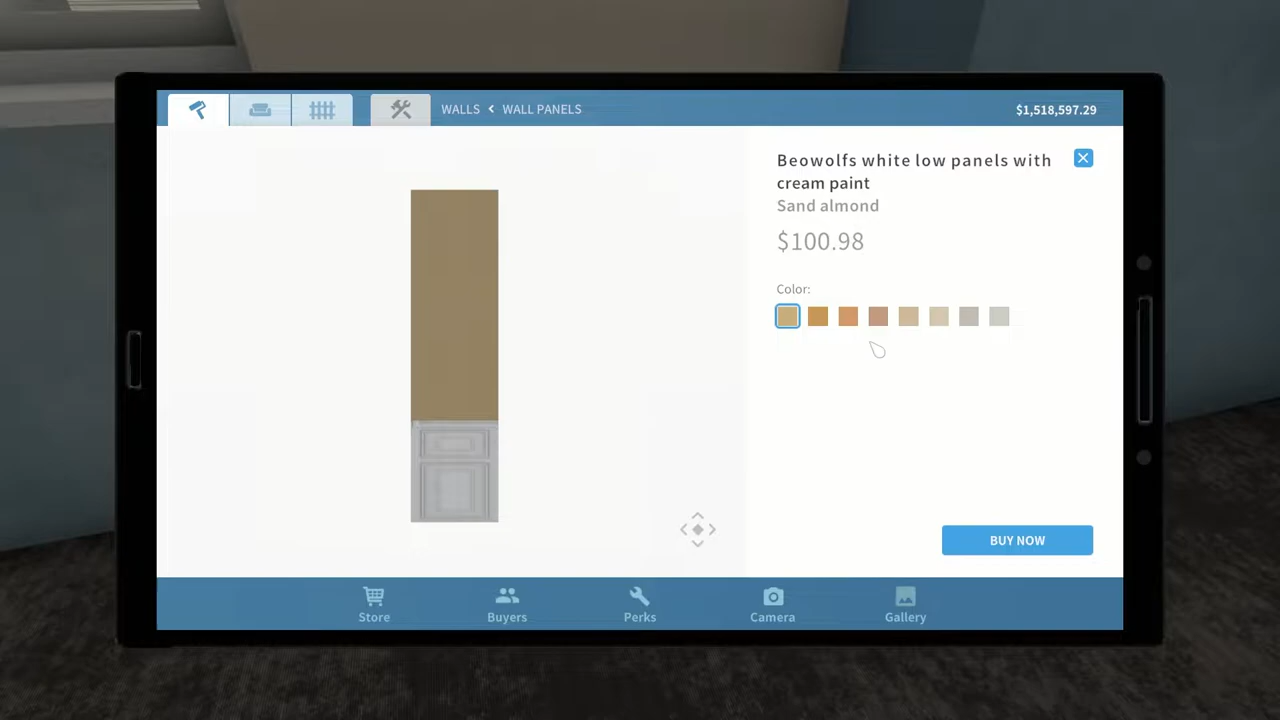 WALLS < WALL PANELS
$1,518,597.29
Beowolfs white low panels with
cream paint
Sand almond
$100.98
Color:
BUY NOW
Store
Buyers
Perks
Camera
Gallery